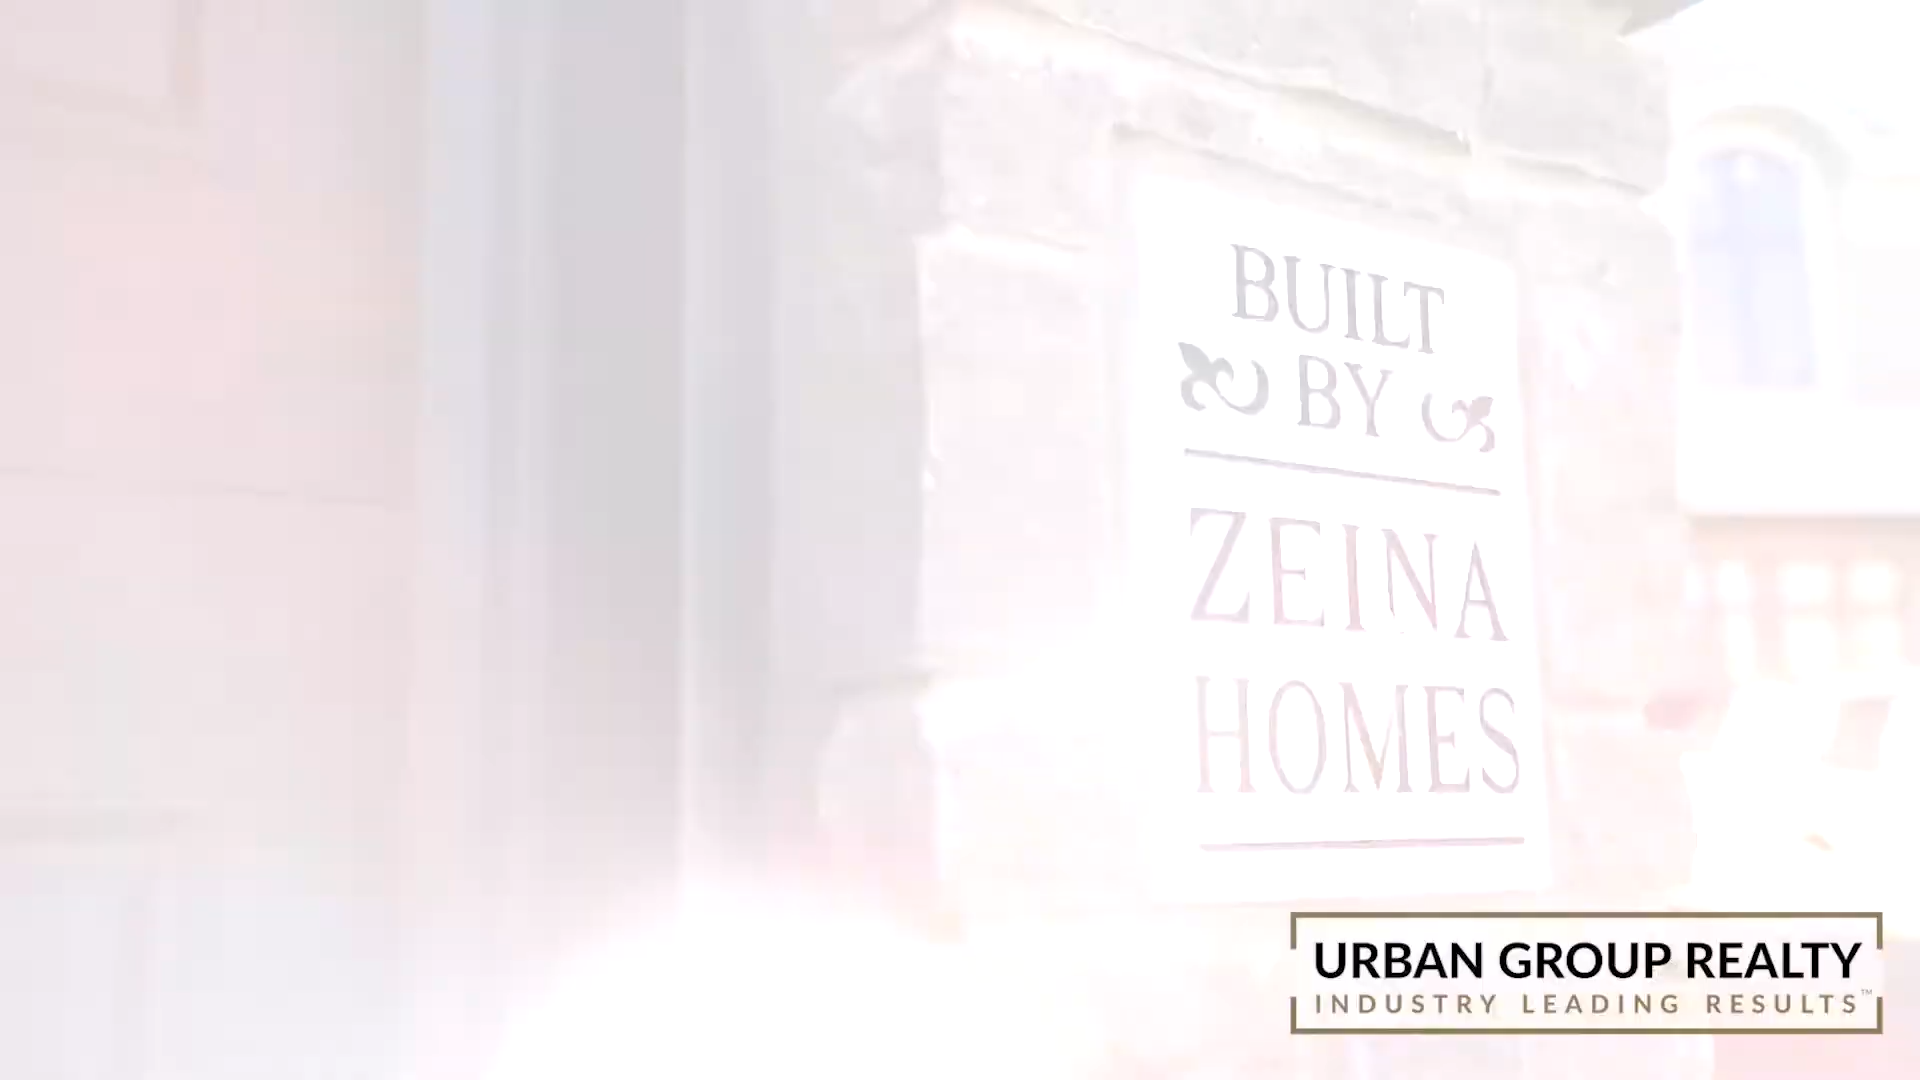 BUILT
BY
ZEINA
HOMES
URBAN GROUP REALTY
INDUSTRY LEADING RESULTS™